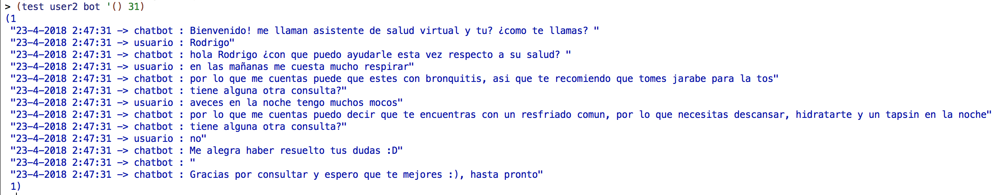 > (test user2 bot '() 31)
(1
"23-4-2018 2:47:31 -> chatbot : Bienvenido! me llaman asistente de salud virtual y tu? ¿como te llamas? "
"23-4-2018 2:47:31 -> usuario : Rodrigo"
"23-4-2018 2:47:31 -> chatbot : hola Rodrigo ¿con que puedo ayudarle esta vez respecto a su salud? "
"23-4-2018 2:47:31 -> usuario : en las mañanas me cuesta mucho respirar"
"23-4-2018 2:47:31 -> chatbot : por lo que me cuentas puede que estes con bronquitis, asi que te recomiendo que tomes jarabe para la tos"
"23-4-2018 2:47:31 -> chatbot : tiene alguna otra consulta?"
"23-4-2018 2:47:31 -> usuario : aveces en la noche tengo muchos mocos"
"23-4-2018 2:47:31 -> chatbot : por lo que me cuentas puedo decir que te encuentras con un resfriado comun, por lo que necesitas descansar, hidratarte y un tapsin en la noche"
"23-4-2018 2:47:31 -> chatbot : tiene alguna otra consulta?"
"23-4-2018 2:47:31 -> usuario : no"
"23-4-2018 2:47:31 -> chatbot : Me alegra haber resuelto tus dudas :D"
"23-4-2018 2:47:31 -> chatbot : "
"23-4-2018 2:47:31 -> chatbot : Gracias por consultar y espero que te mejores :), hasta pronto"
1)